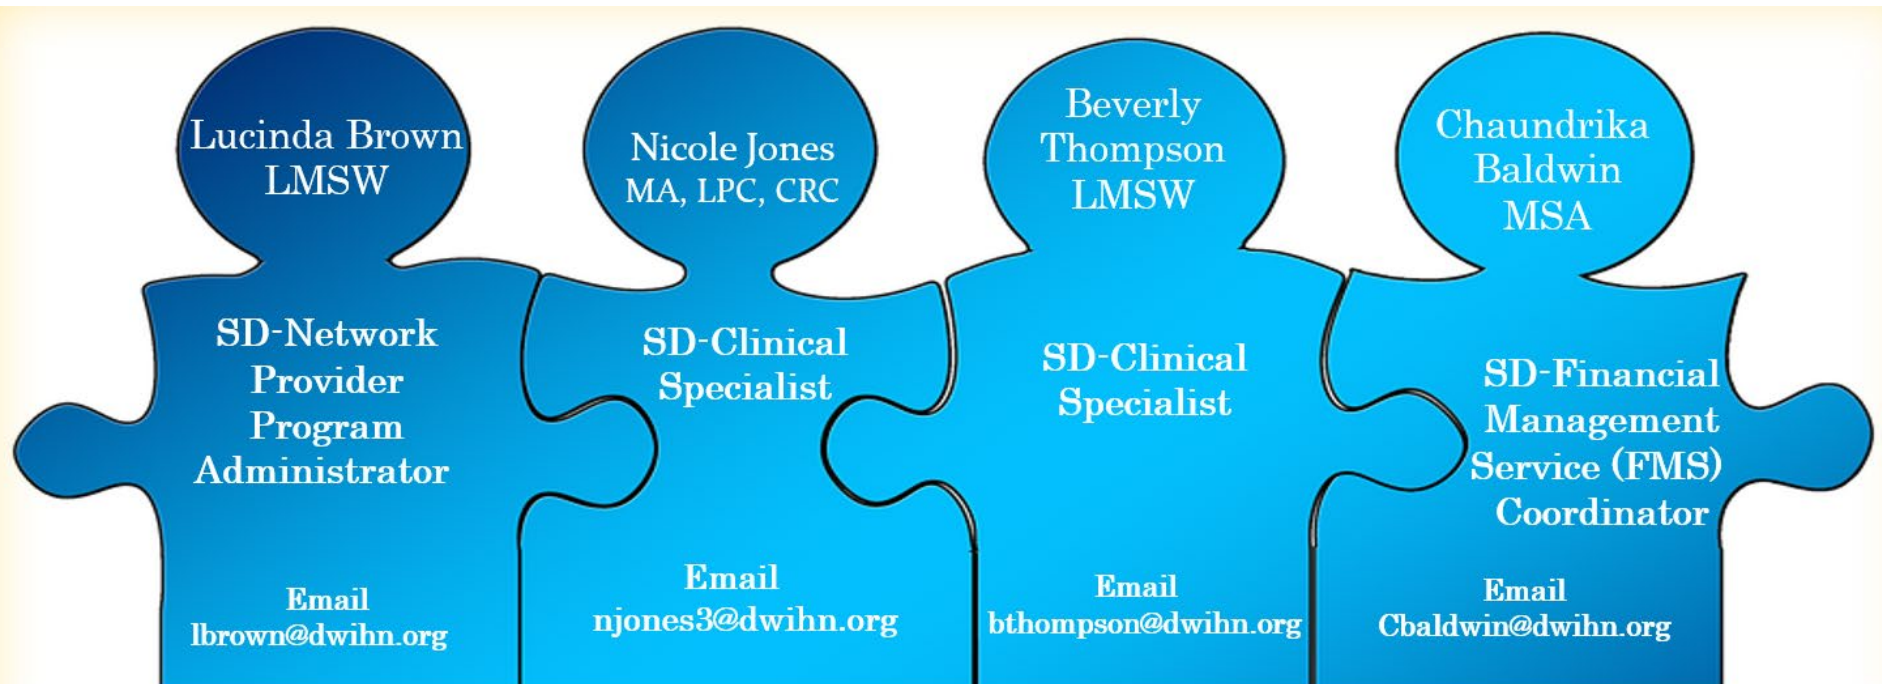 Lucinda Brown
LMSW
SD-Network
Provider
Program
Administrator
Email
lbrown@dwihn.org
Nicole Jones
MA, LPC, CRC
SD-Clinical
Specialist
Email
njones3@dwihn.org
Beverly
Thompson
LMSW
SD-Clinical
Specialist
Email
bthompson@dwihn.org
Chaundrika
Baldwin
MSA
SD-Financial
Management
Service (FMS)
Coordinator
Email
Cbaldwin@dwihn.org